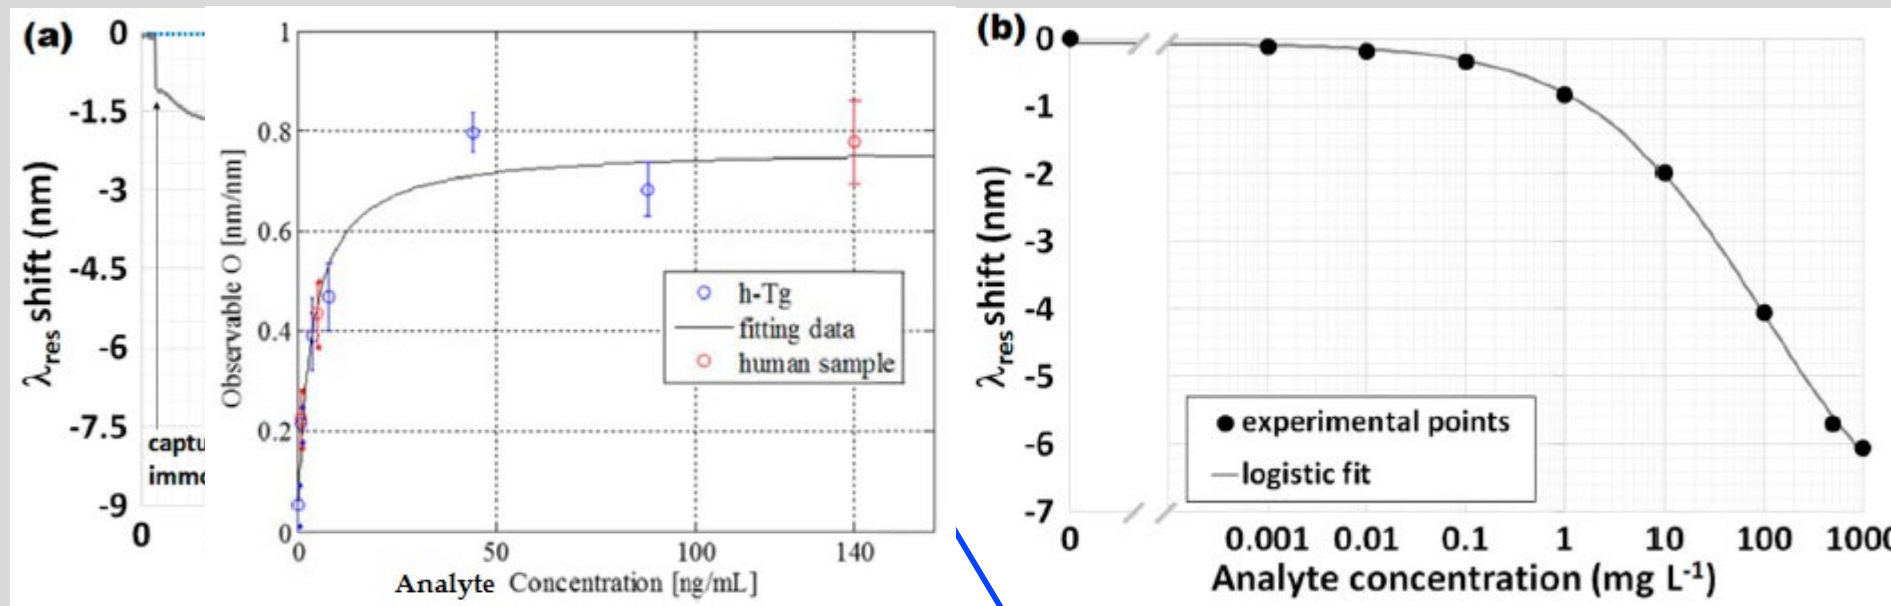 (a)
0
-1.5
-3
-4.5
-6
-7.5
-9
0
λres shift (nm)
captu
immo
1
0.8
0.6
0.4
0.2
0
0
50
100
140
Observable O [nm/nm]
h-Tg
fitting data
human sample
Analyte Concentration [ng/mL]
(b)
0
-1
-2
-3
-4
-5
-6
-7
λres shift (nm)
experimental points
logistic fit
0
0.001
0.01
0.1
1
10
100
1000
Analyte concentration (mg L-1)